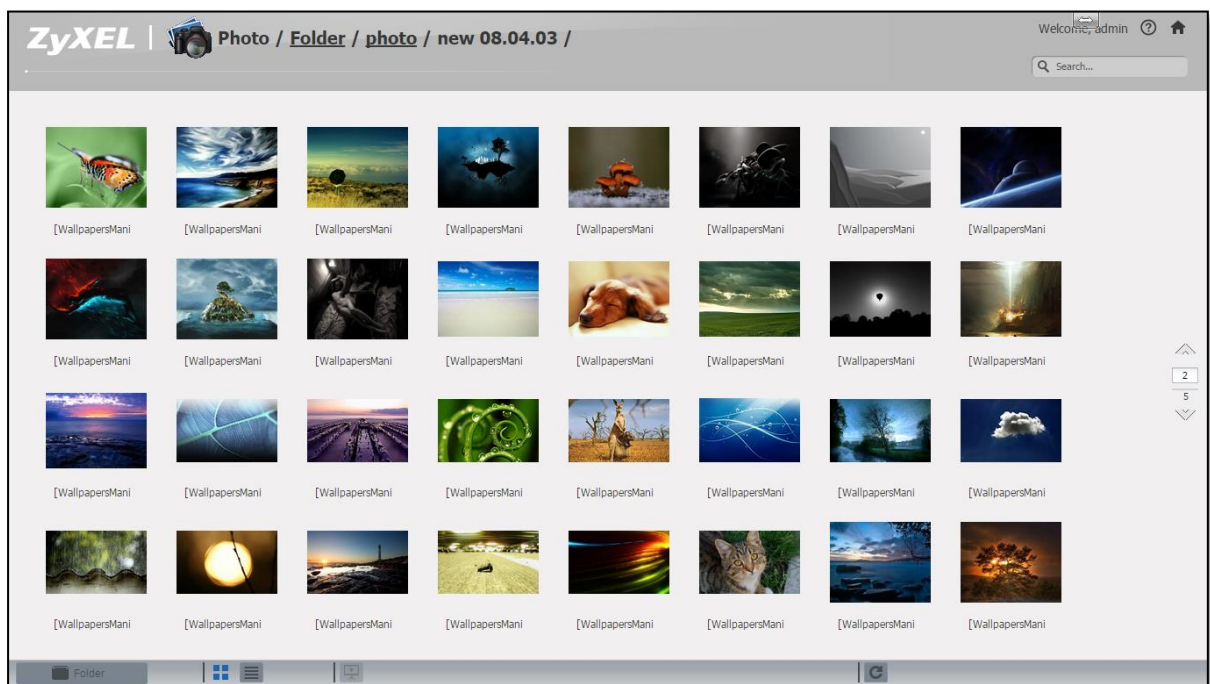 ZyXEL
Photo / Folder / photo / new 08.04.03 /
Welcome, admin
Search...
[WallpapersMani [WallpapersMani [WallpapersMani [WallpapersMani [WallpapersMani [WallpapersMani [WallpapersMani [WallpapersMani
[WallpapersMani [WallpapersMani [WallpapersMani [WallpapersMani [WallpapersMani [WallpapersMani [WallpapersMani [WallpapersMani
2
5
[WallpapersMani [WallpapersMani [WallpapersMani [WallpapersMani [WallpapersMani [WallpapersMani [WallpapersMani [WallpapersMani
[WallpapersMani [WallpapersMani [WallpapersMani [WallpapersMani [WallpapersMani [WallpapersMani [WallpapersMani [WallpapersMani
Folder